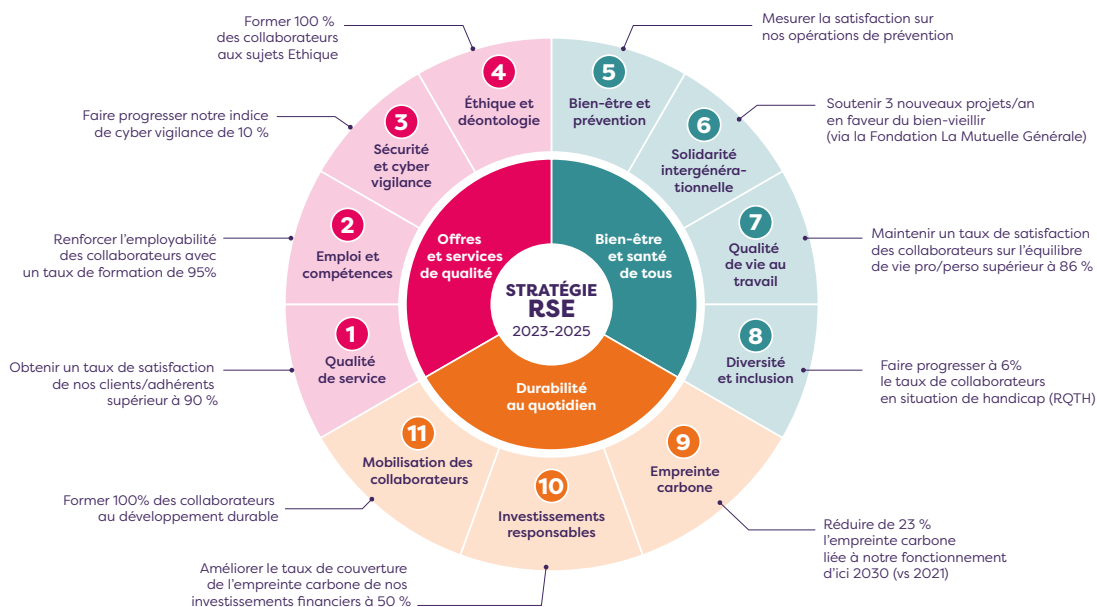 STRATÉGIE
RSE
2023-2025
Offres
et services
de qualité
Bien-être
et santé
de tous
Durabilité
au quotidien
1
Qualité
de service
Obtenir un taux de satisfaction
de nos clients/adhérents
supérieur à 90 %
2
Emploi et
compétences
Renforcer l’employabilité
des collaborateurs avec
un taux de formation de 95%
3
Sécurité
et cyber
vigilance
Faire progresser notre indice
de cyber vigilance de 10 %
4
Éthique et
déontologie
Former 100 %
des collaborateurs
aux sujets Ethique
5
Bien-être et
prévention
Mesurer la satisfaction sur
nos opérations de prévention
6
Solidarité
intergénéra-
tionnelle
Soutenir 3 nouveaux projets/an
en faveur du bien-vieillir
(via la Fondation La Mutuelle Générale)
7
Qualité
de vie au
travail
Maintenir un taux de satisfaction
des collaborateurs sur l’équilibre
de vie pro/perso supérieur à 86 %
8
Diversité
et inclusion
Faire progresser à 6%
le taux de collaborateurs
en situation de handicap (RQTH)
9
Empreinte
carbone
Réduire de 23 %
l’empreinte carbone
liée à notre fonctionnement
d’ici 2030 (vs 2021)
10
Investissements
responsables
Améliorer le taux de couverture
de l’empreinte carbone de nos
investissements financiers à 50 %
11
Mobilisation des
collaborateurs
Former 100% des collaborateurs
au développement durable